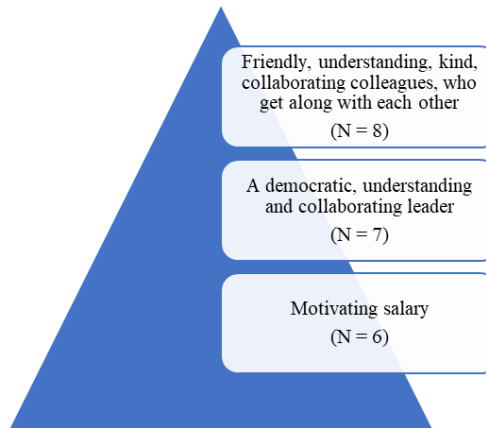 Friendly, understanding, kind,
collaborating colleagues, who
get along with each other
(N = 8)
A democratic, understanding
and collaborating leader
(N = 7)
Motivating salary
(N = 6)